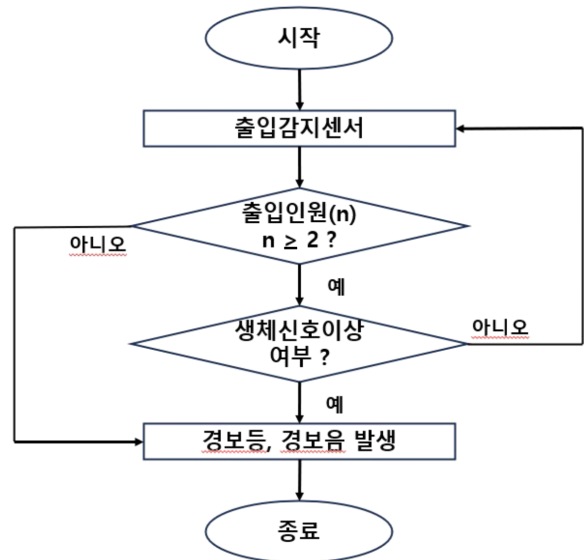 시작
출입감지센서
출입인원(n)
n ≥ 2 ?
아니오
예
생체신호이상
여부 ?
아니오
예
경보등, 경보음 발생
종료